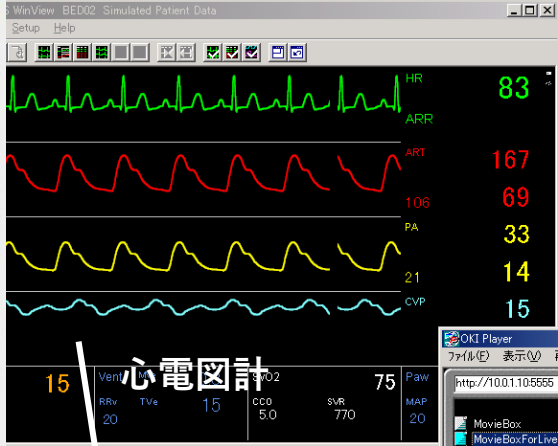 WinView BED02 Simulated Patient Data
Setup Help
HR 83
ARR
ART 167
106 69
PA 33
21 14
CVP 15
OKI Player
ファイル(F) 表示(V)
http://10.0.1.10:5555
MovieBox
MovieBoxForLive
心電図計
15 Vent 75 Paw
RRv TVe 15 CCO SVR MAP
20 5.0 770 20